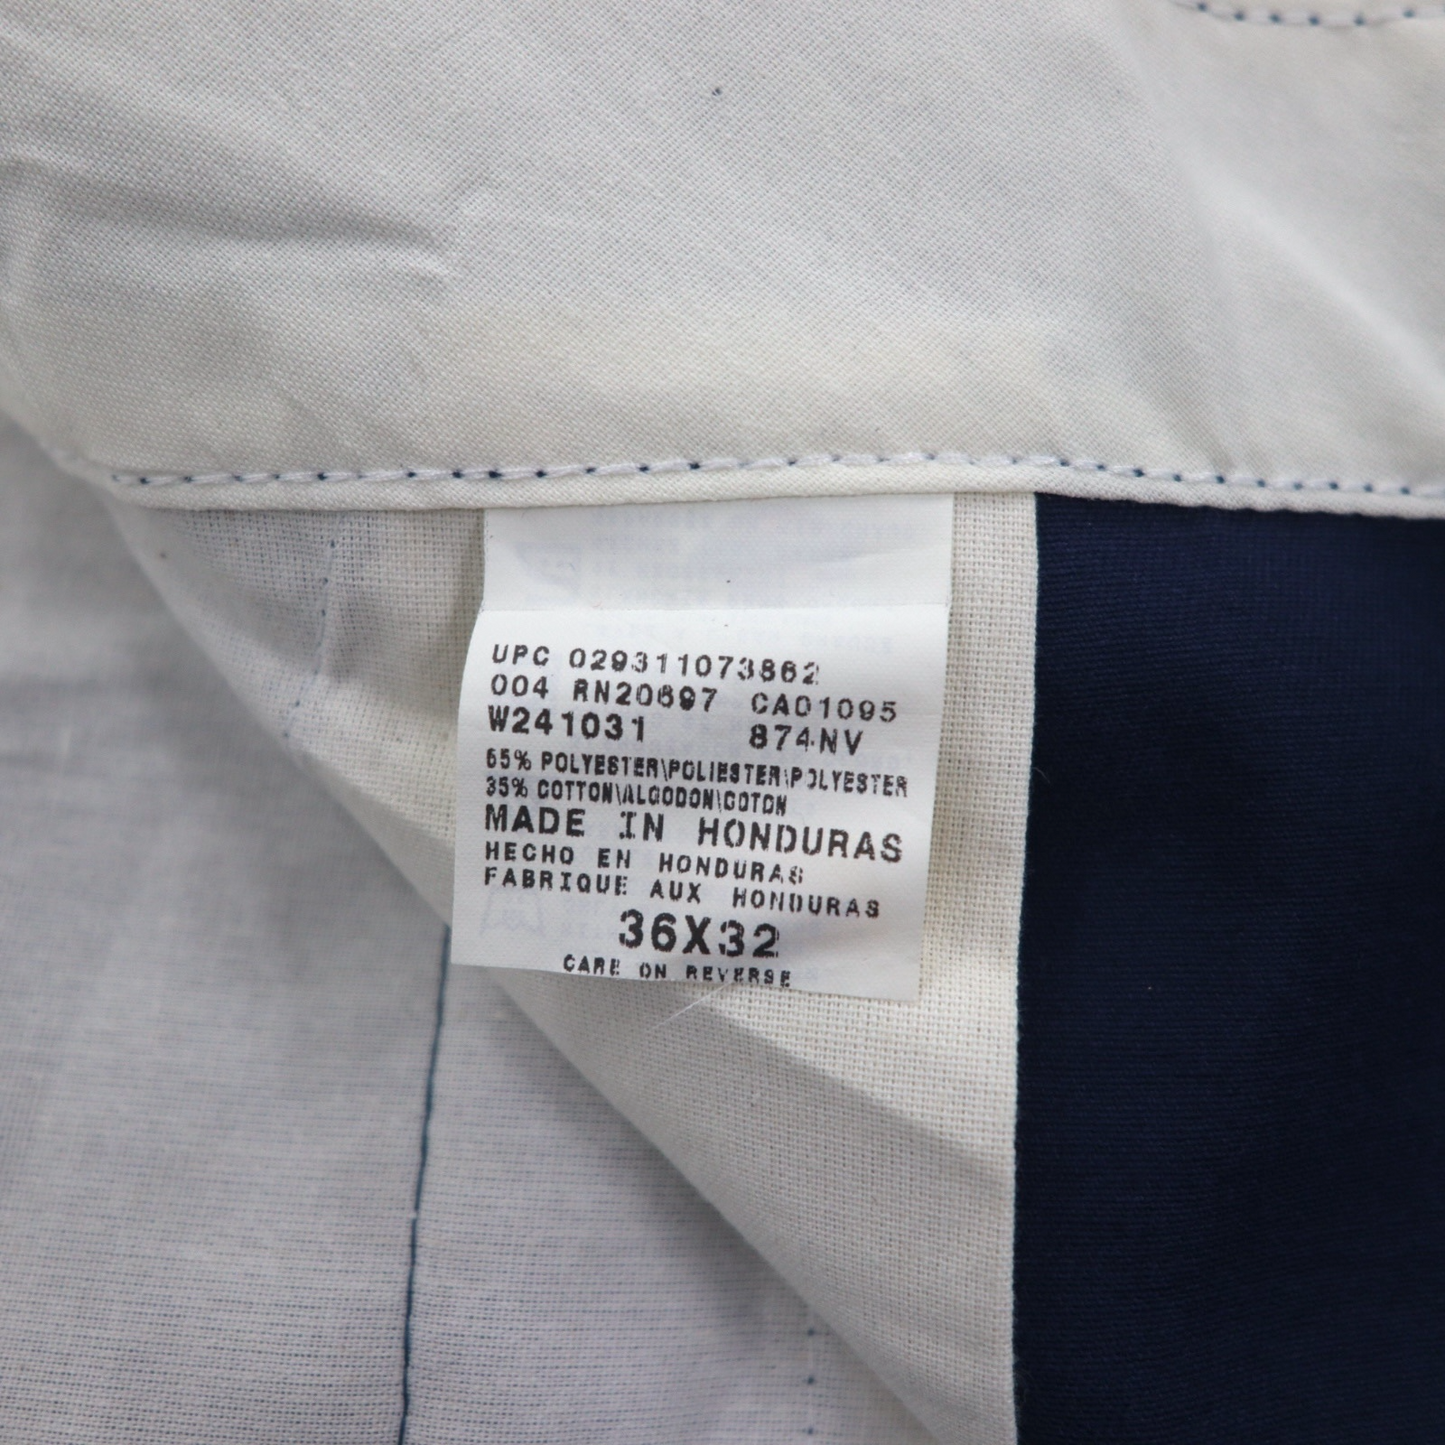 UPC 029311073862
004 RN20697 CA01095
W241031 874NV
65% POLYESTER\POLIESTER\POLYESTER
35% COTTON\ALGODON\COTON
MADE IN HONDURAS
HECHO EN HONDURAS
FABRIQUE AUX HONDURAS
36X32
CARE ON REVERSE